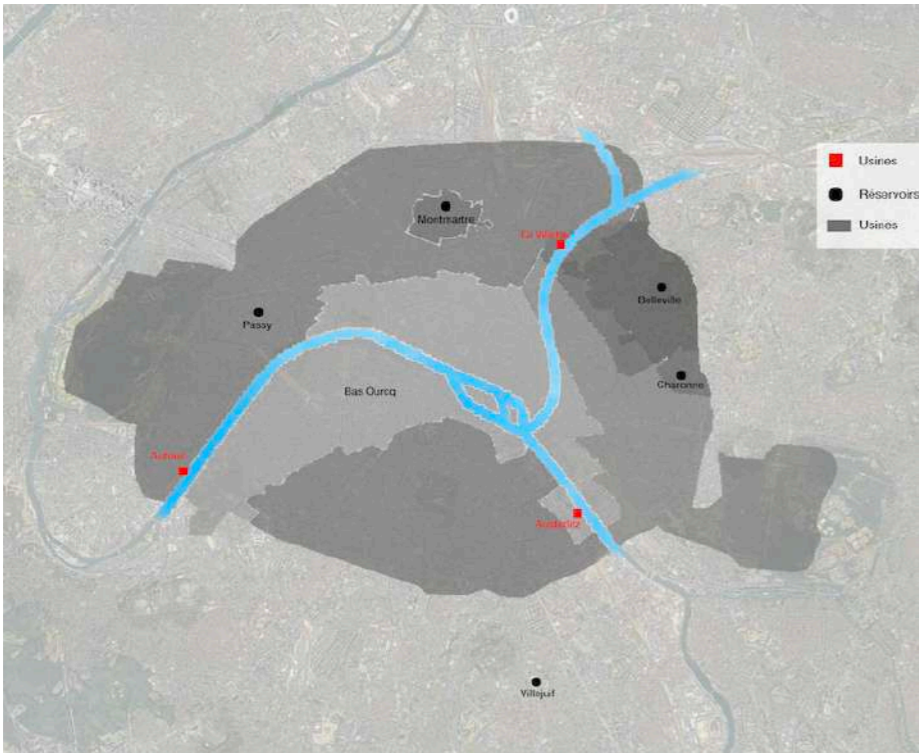 Usines
Réservoirs
Usines
Montmartre
La Villette
Belleville
Passy
Charonne
Bas Ourcq
Auteuil
Austerlitz
Villejuif